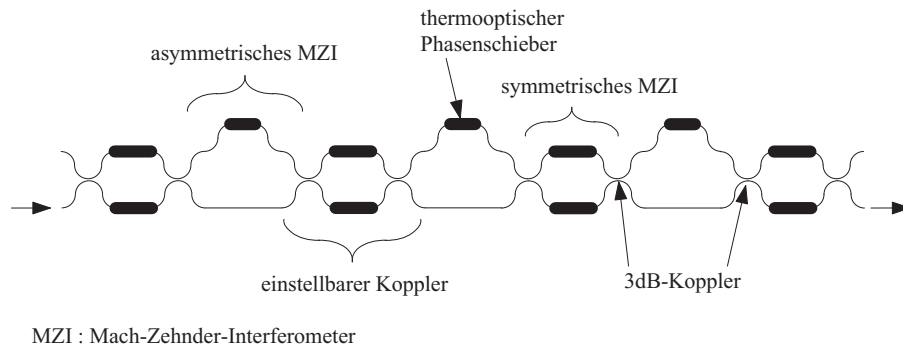 thermooptischer
Phasenschieber
asymmetrisches MZI
symmetrisches MZI
einstellbarer Koppler
3dB-Koppler
MZI : Mach-Zehnder-Interferometer